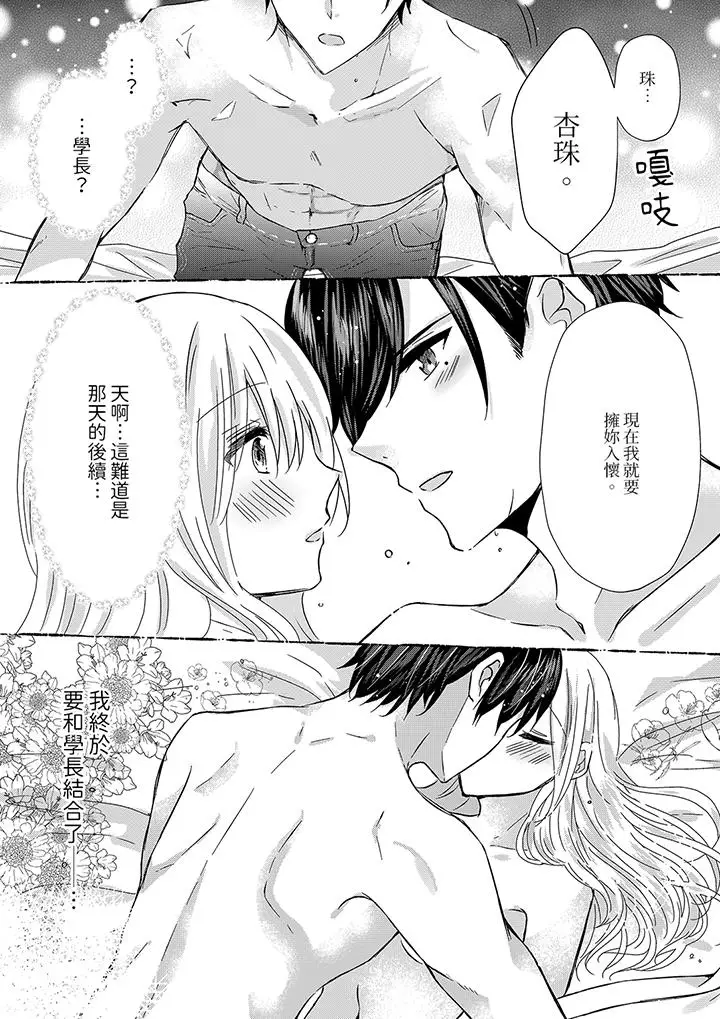 珠…
杏珠。
嘎吱
…？
…學長？
現在我就要
擁妳入懷。
天啊…這難道是
那天的後續…
我終於
要和學長結合了——…